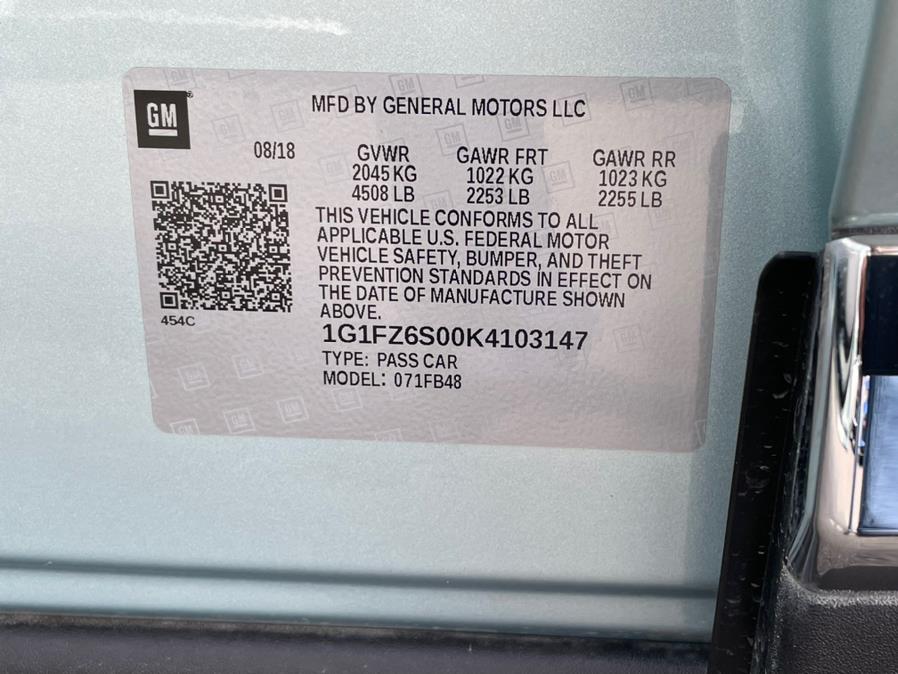 GM
MFD BY GENERAL MOTORS LLC
08/18 GVWR GAWR FRT GAWR RR
2045 KG 1022 KG 1023 KG
4508 LB 2253 LB 2255 LB
THIS VEHICLE CONFORMS TO ALL
APPLICABLE U.S. FEDERAL MOTOR
VEHICLE SAFETY, BUMPER, AND THEFT
PREVENTION STANDARDS IN EFFECT ON
THE DATE OF MANUFACTURE SHOWN
ABOVE.
454C
1G1FZ6S00K4103147
TYPE: PASS CAR
MODEL: 071FB48